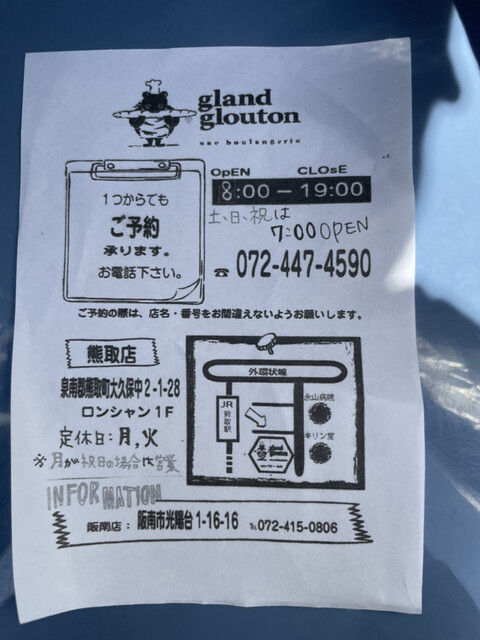 gland
glouton
une boulangerie
OpEN CLOsE
8:00 － 19:00
土、日、祝は
7:00 OPEN
1つからでも
ご予約
承ります。
お電話下さい。
☎ 072-447-4590
ご予約の際は、店名・番号をお間違えないようお願いします。
熊取店
泉南郡熊取町大久保中2-1-28
ロンシャン1F
定休日：月,火
※月が祝日の場合は営業
外環状線
JR
熊取駅
永山病院
キリン堂
INFORMATION
阪南店： 阪南市光陽台1-16-16 ℡072-415-0806